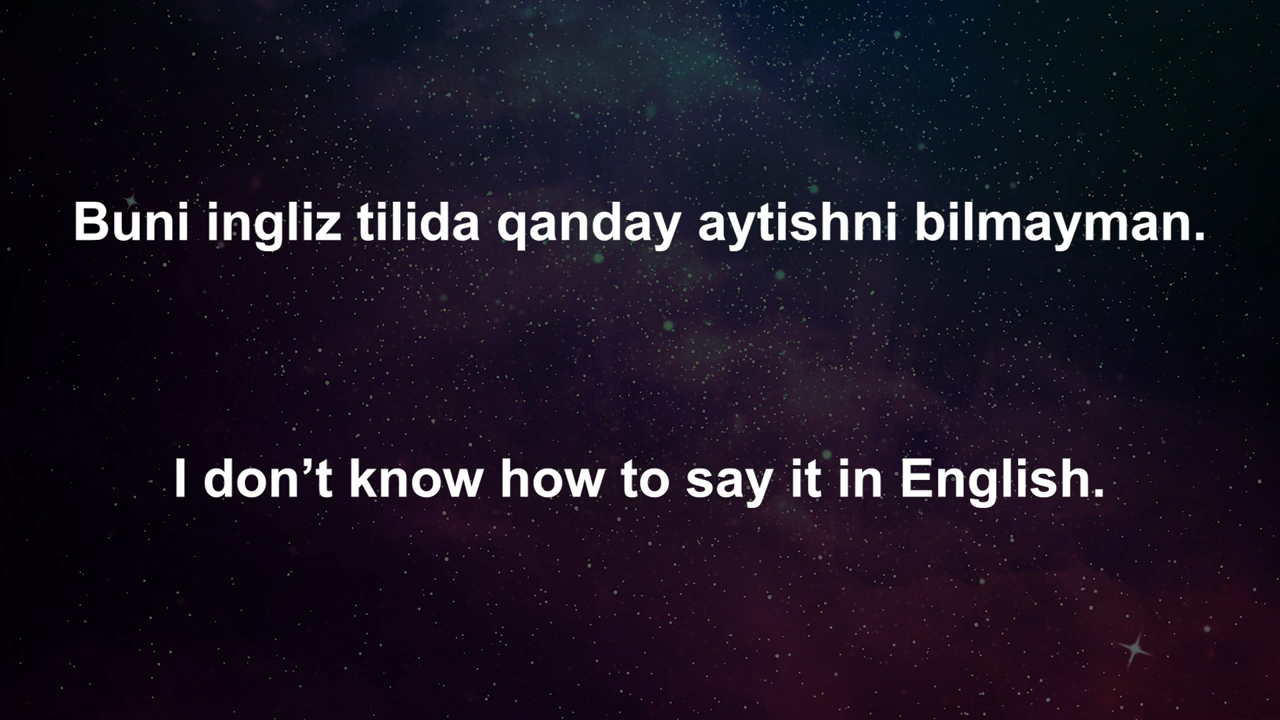 Buni ingliz tilida qanday aytishni bilmayman.
I don’t know how to say it in English.